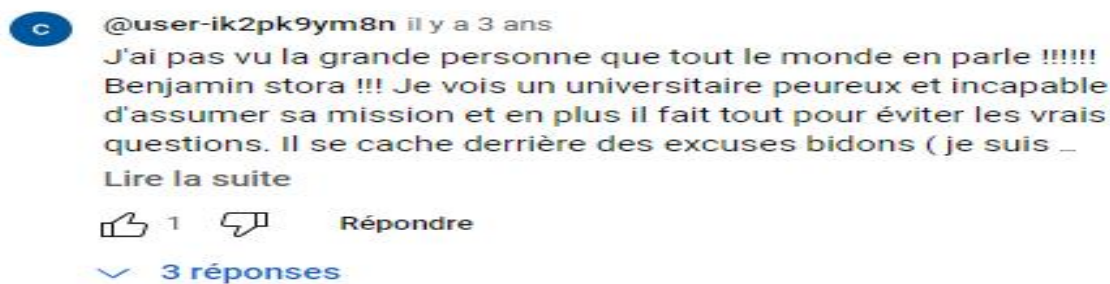 C
@user-ik2pk9ym8n il y a 3 ans
J'ai pas vu la grande personne que tout le monde en parle !!!!!!
Benjamin stora !!! Je vois un universitaire peureux et incapable
d'assumer sa mission et en plus il fait tout pour éviter les vrais
questions. Il se cache derrière des excuses bidons ( je suis ...
Lire la suite
1 Répondre
3 réponses